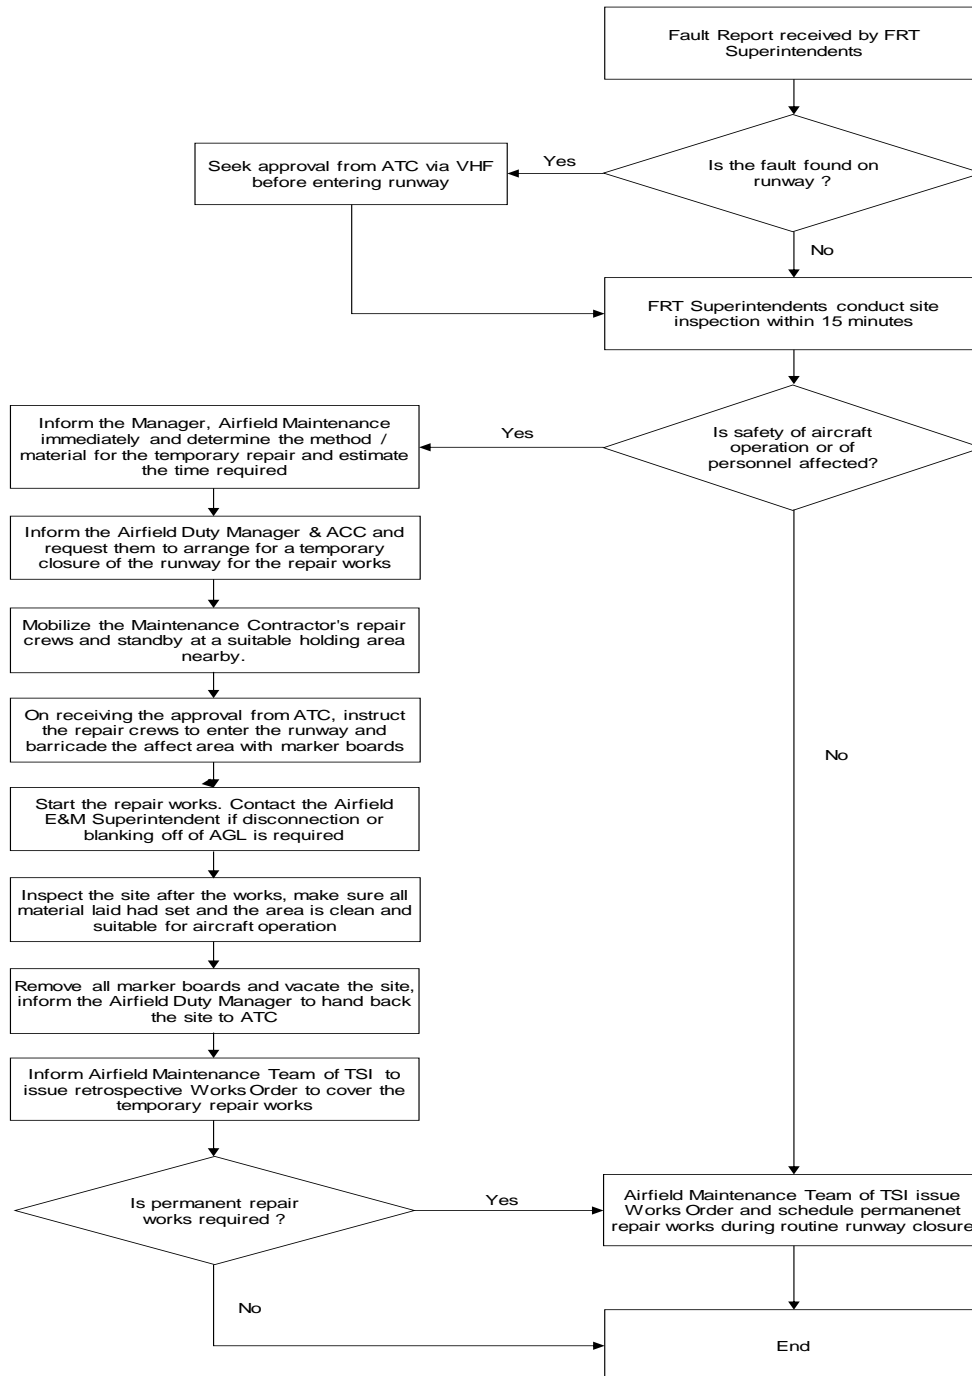 Fault Report received by FRT
Superintendents
Is the fault found on
runway ?
Yes
Seek approval from ATC via VHF
before entering runway
No
FRT Superintendents conduct site
inspection within 15 minutes
Is safety of aircraft
operation or of
personnel affected?
Yes
Inform the Manager, Airfield Maintenance
immediately and determine the method /
material for the temporary repair and estimate
the time required
Inform the Airfield Duty Manager & ACC and
request them to arrange for a temporary
closure of the runway for the repair works
Mobilize the Maintenance Contractor's repair
crews and standby at a suitable holding area
nearby.
On receiving the approval from ATC, instruct
the repair crews to enter the runway and
barricade the affect area with marker boards
No
Start the repair works. Contact the Airfield
E&M Superintendent if disconnection or
blanking off of AGL is required
Inspect the site after the works, make sure all
material laid had set and the area is clean and
suitable for aircraft operation
Remove all marker boards and vacate the site,
inform the Airfield Duty Manager to hand back
the site to ATC
Inform Airfield Maintenance Team of TSI to
issue retrospective Works Order to cover the
temporary repair works
Is permanent repair
works required ?
Yes
Airfield Maintenance Team of TSI issue
Works Order and schedule permanenet
repair works during routine runway closure
No
End